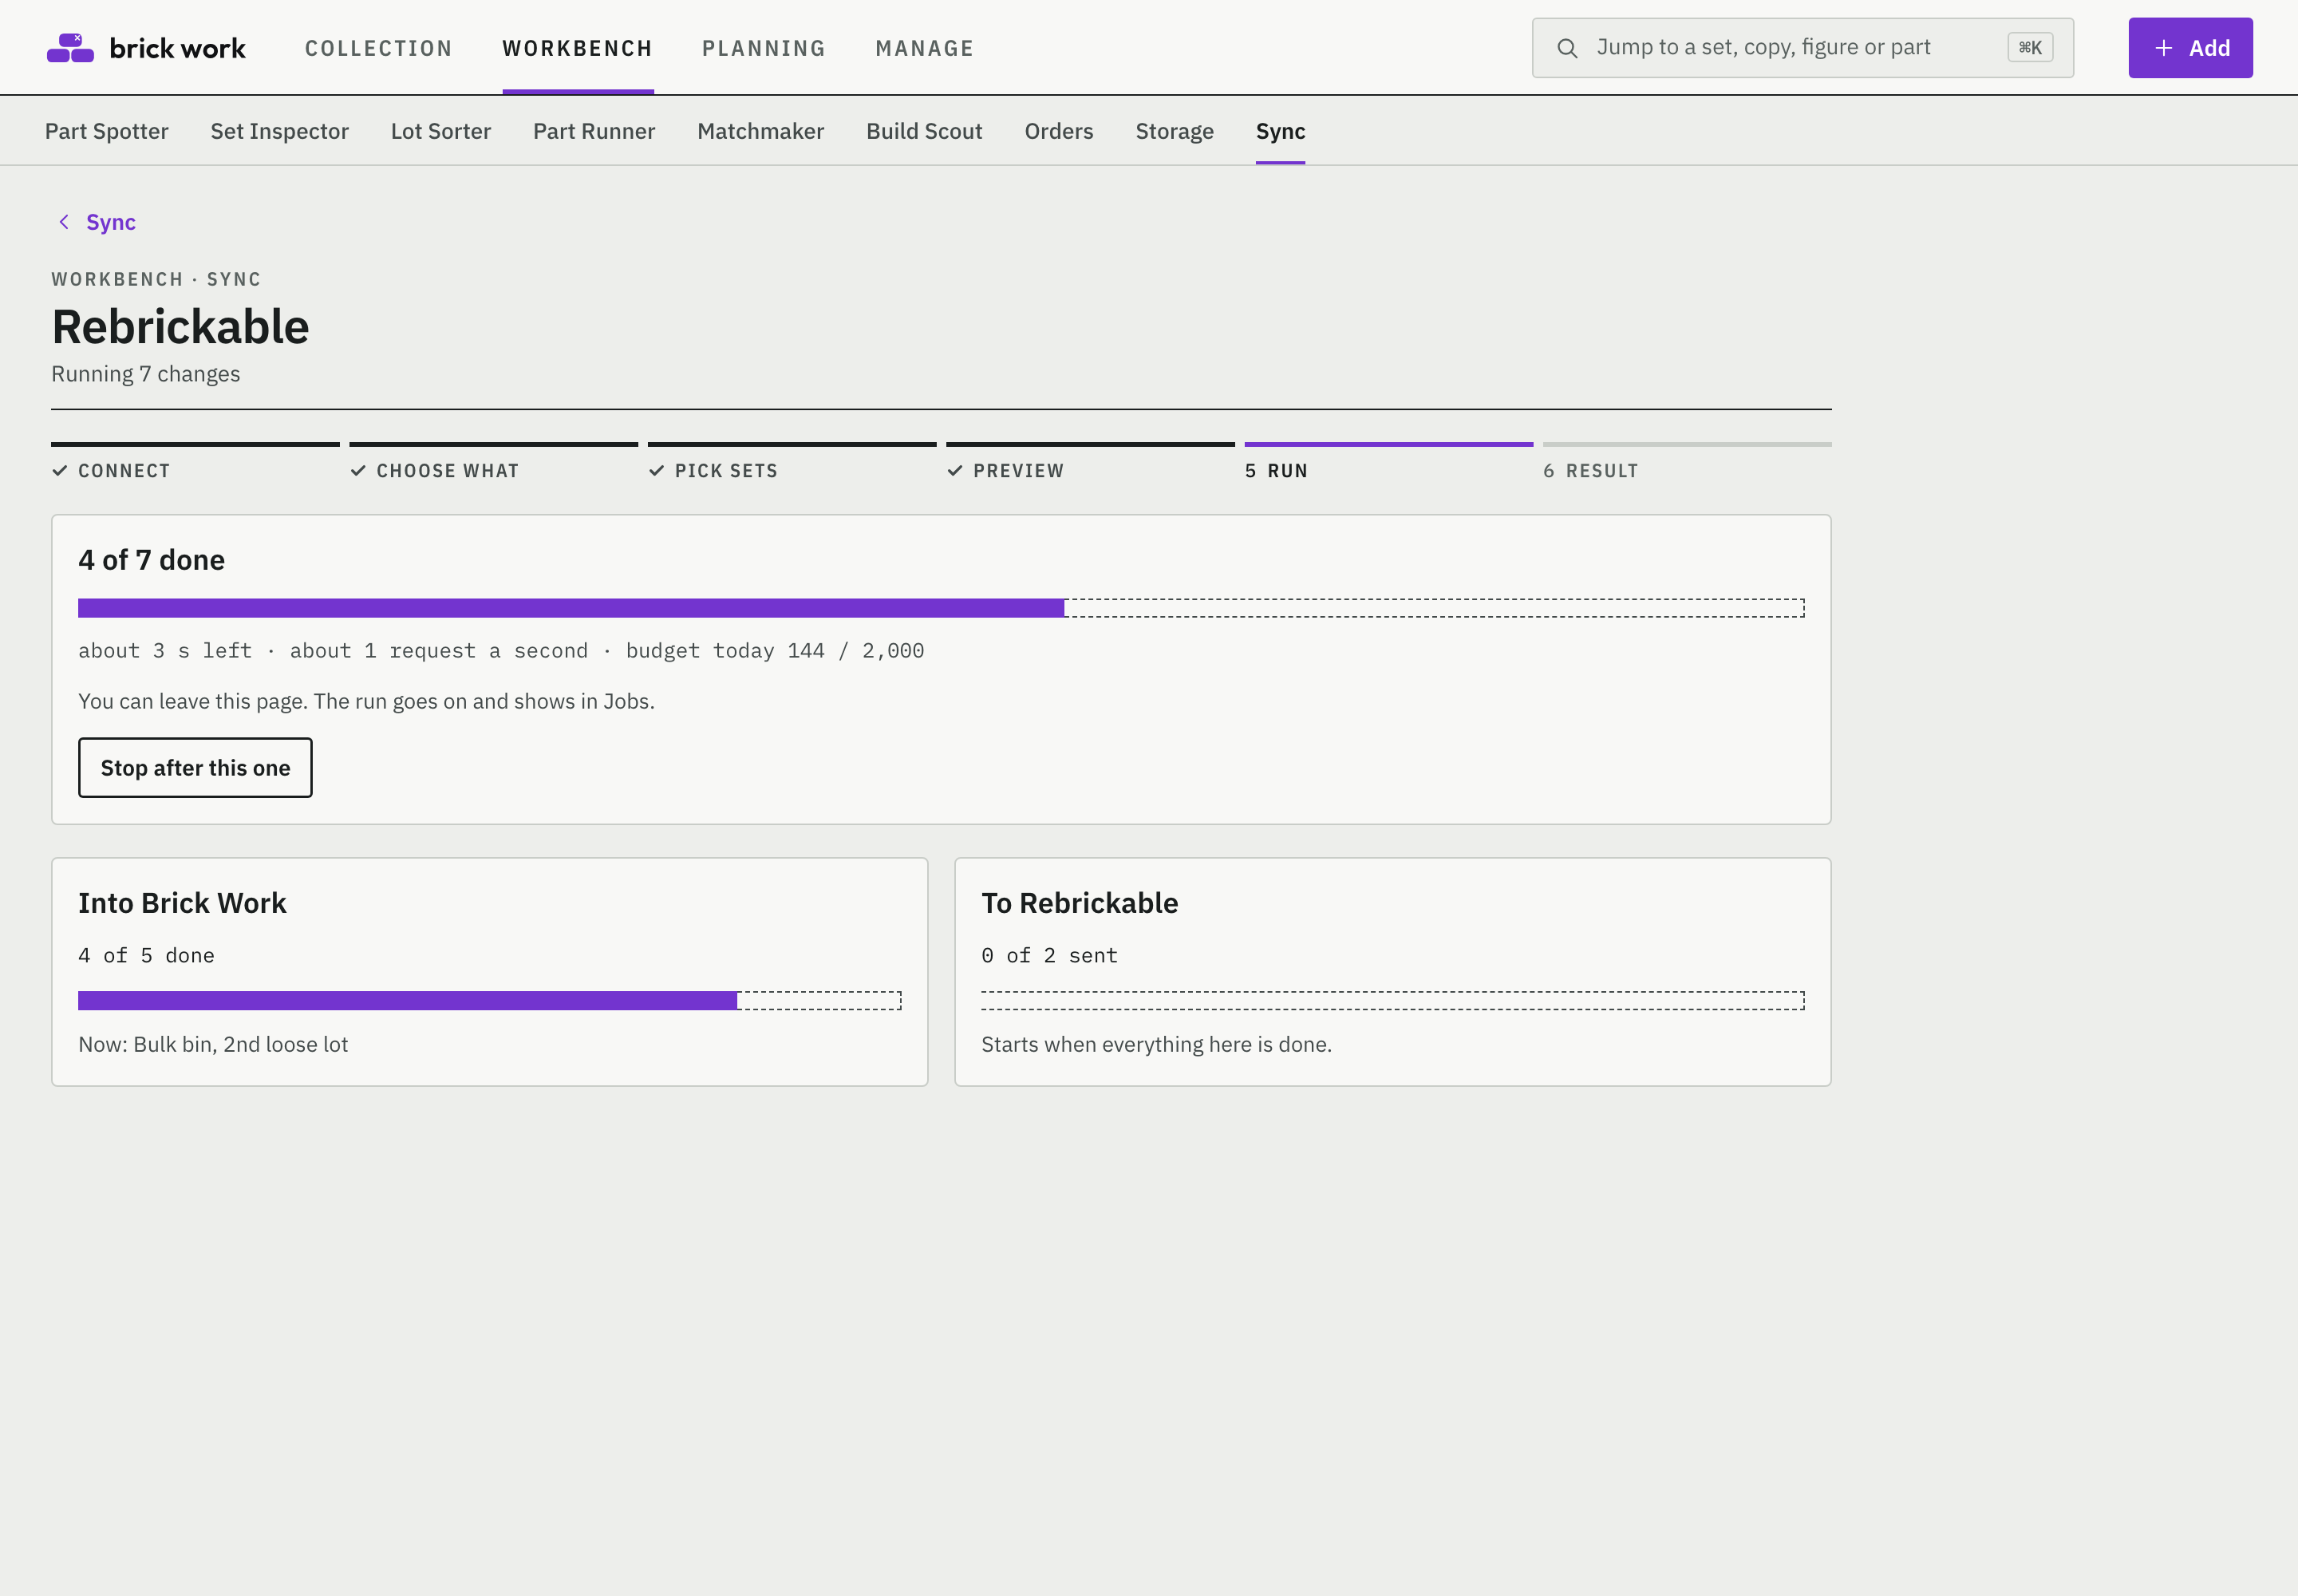 brick work
COLLECTION WORKBENCH PLANNING MANAGE
Jump to a set, copy, figure or part ⌘K
+ Add
Part Spotter Set Inspector Lot Sorter Part Runner Matchmaker Build Scout Orders Storage Sync
Sync
WORKBENCH · SYNC
Rebrickable
Running 7 changes
CONNECT CHOOSE WHAT PICK SETS PREVIEW 5 RUN 6 RESULT
4 of 7 done
about 3 s left · about 1 request a second · budget today 144 / 2,000
You can leave this page. The run goes on and shows in Jobs.
Stop after this one
Into Brick Work
4 of 5 done
Now: Bulk bin, 2nd loose lot
To Rebrickable
0 of 2 sent
Starts when everything here is done.